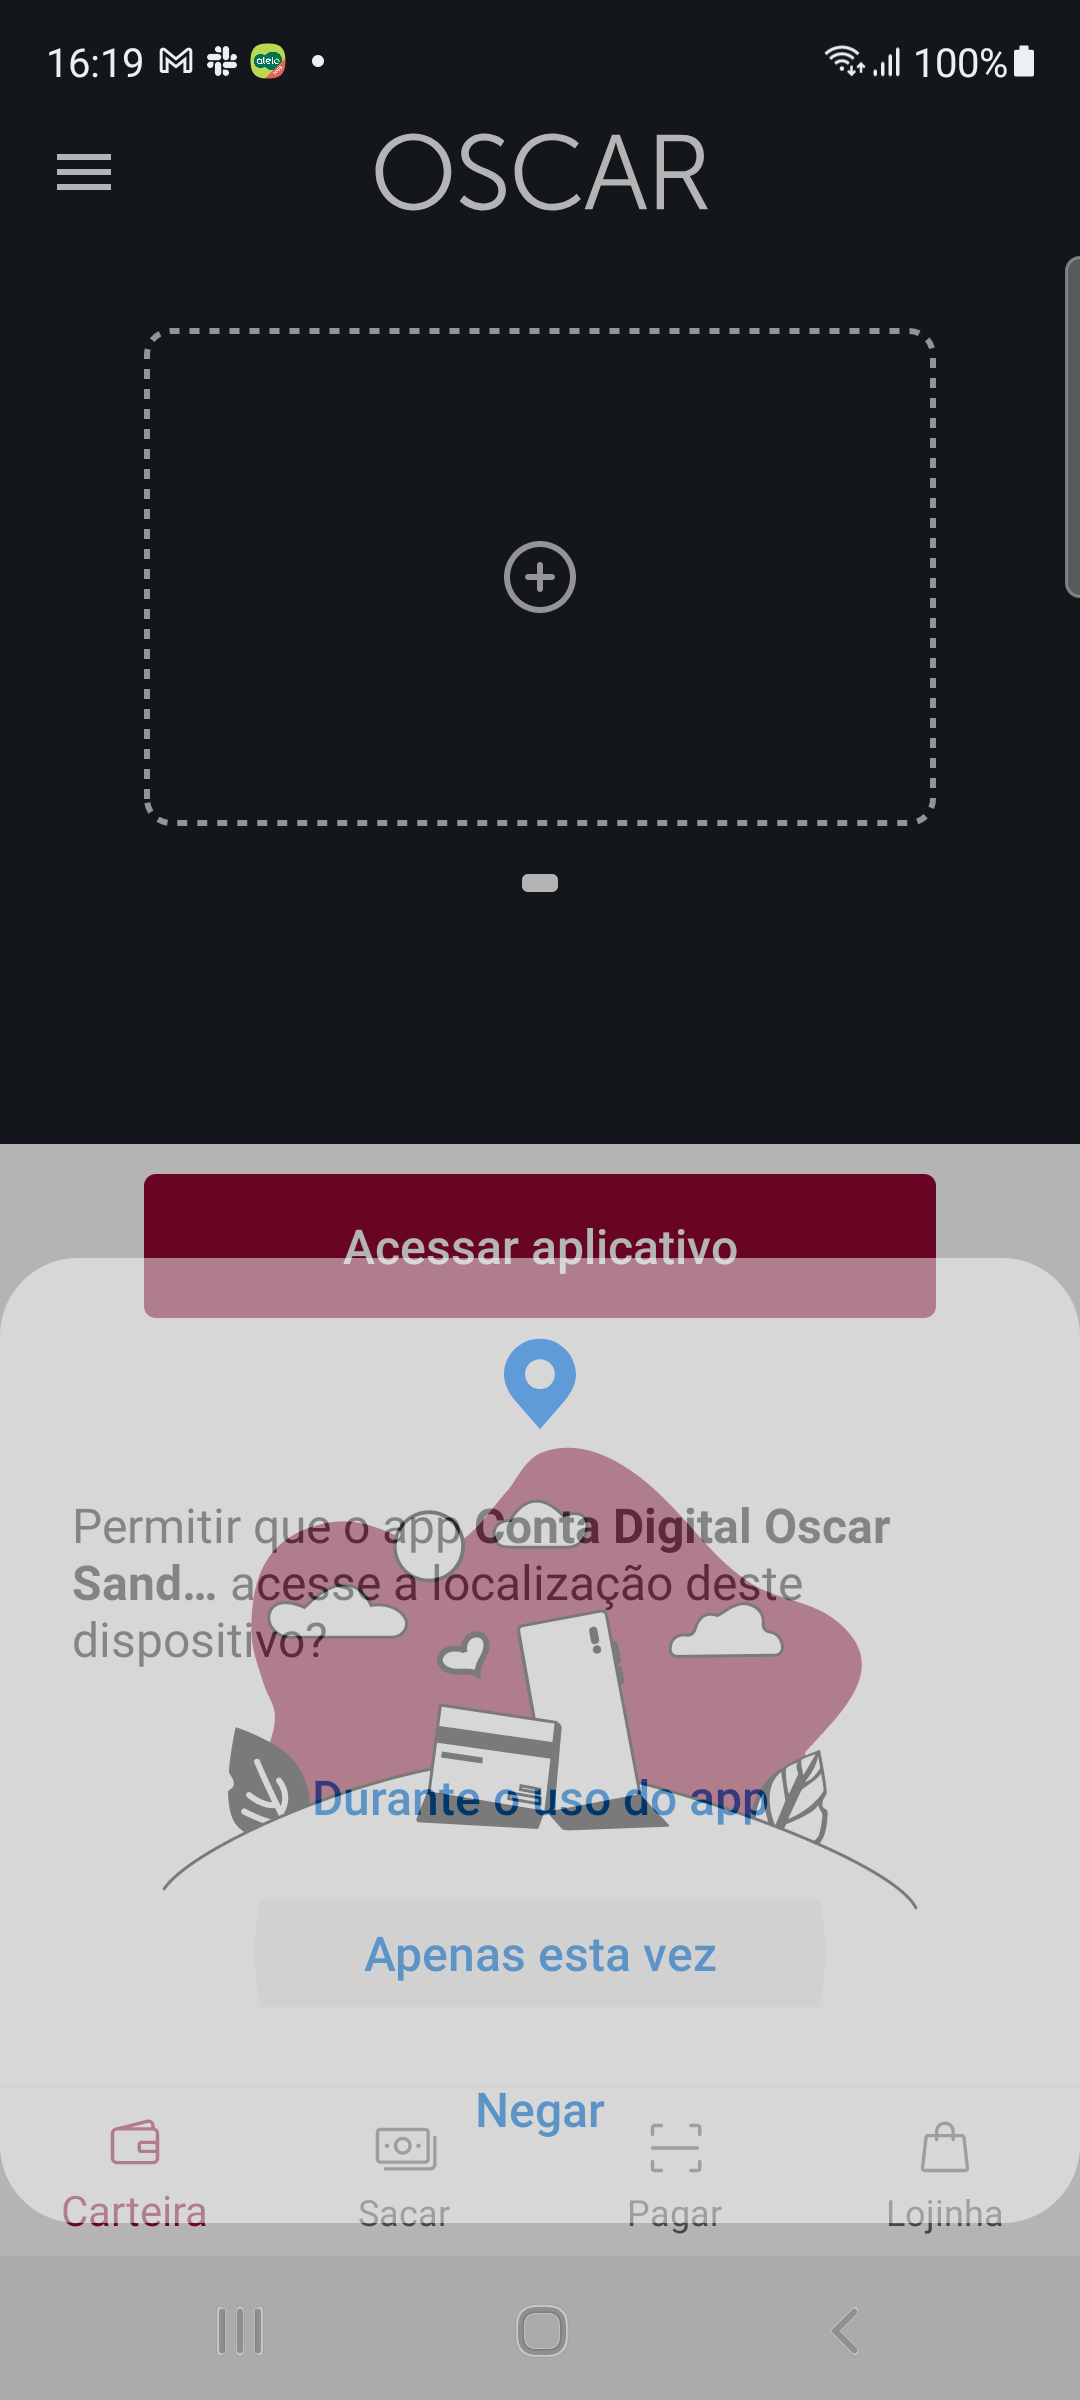 16:19
alelo
100%
OSCAR
Acessar aplicativo
Permitir que o app Conta Digital Oscar
Sand... acesse a localização deste
dispositivo?
Durante o uso do app
Apenas esta vez
Negar
Carteira
Sacar
Pagar
Lojinha